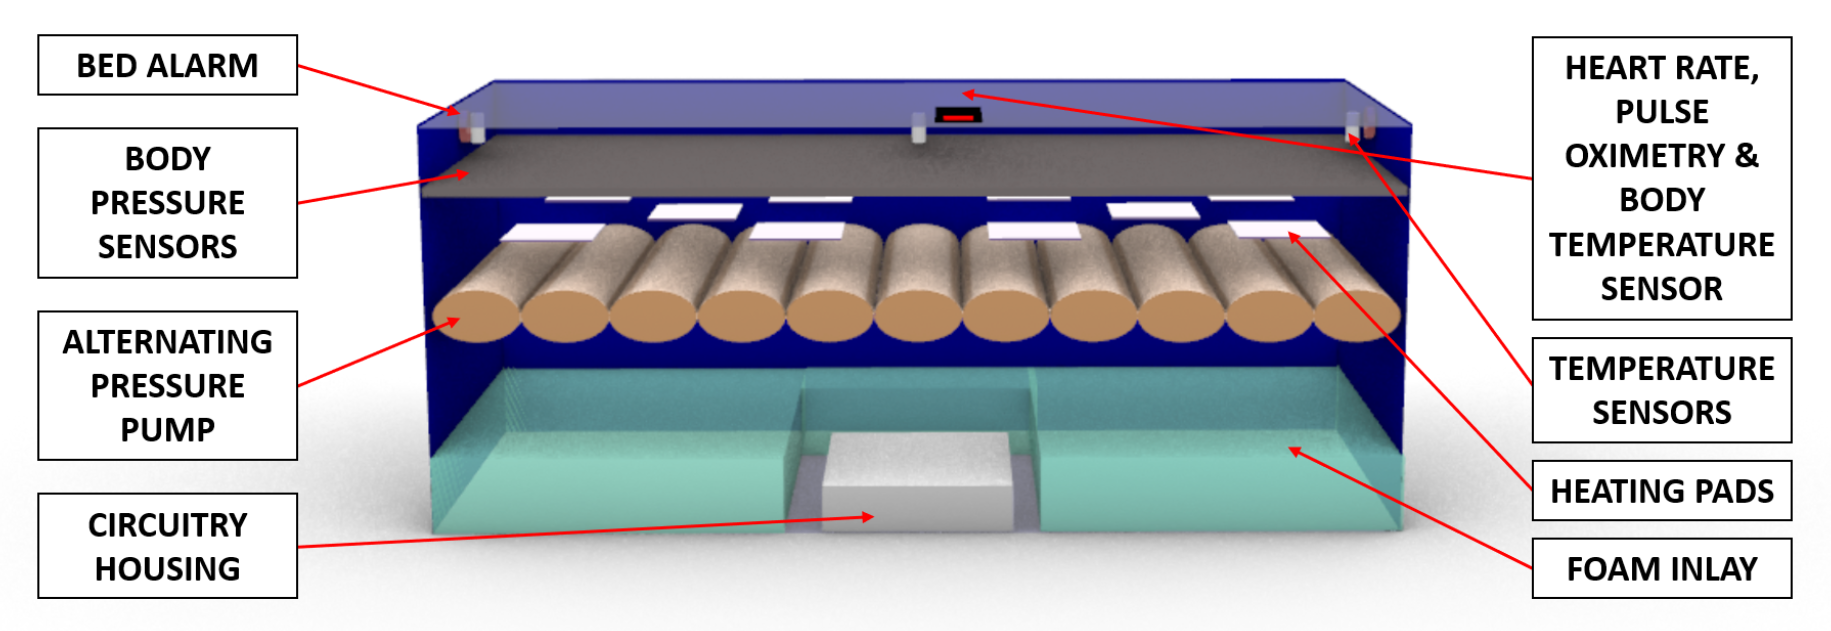 BED ALARM
BODY
PRESSURE
SENSORS
ALTERNATING
PRESSURE
PUMP
CIRCUITRY
HOUSING
HEART RATE,
PULSE
OXIMETRY &
BODY
TEMPERATURE
SENSOR
TEMPERATURE
SENSORS
HEATING PADS
FOAM INLAY